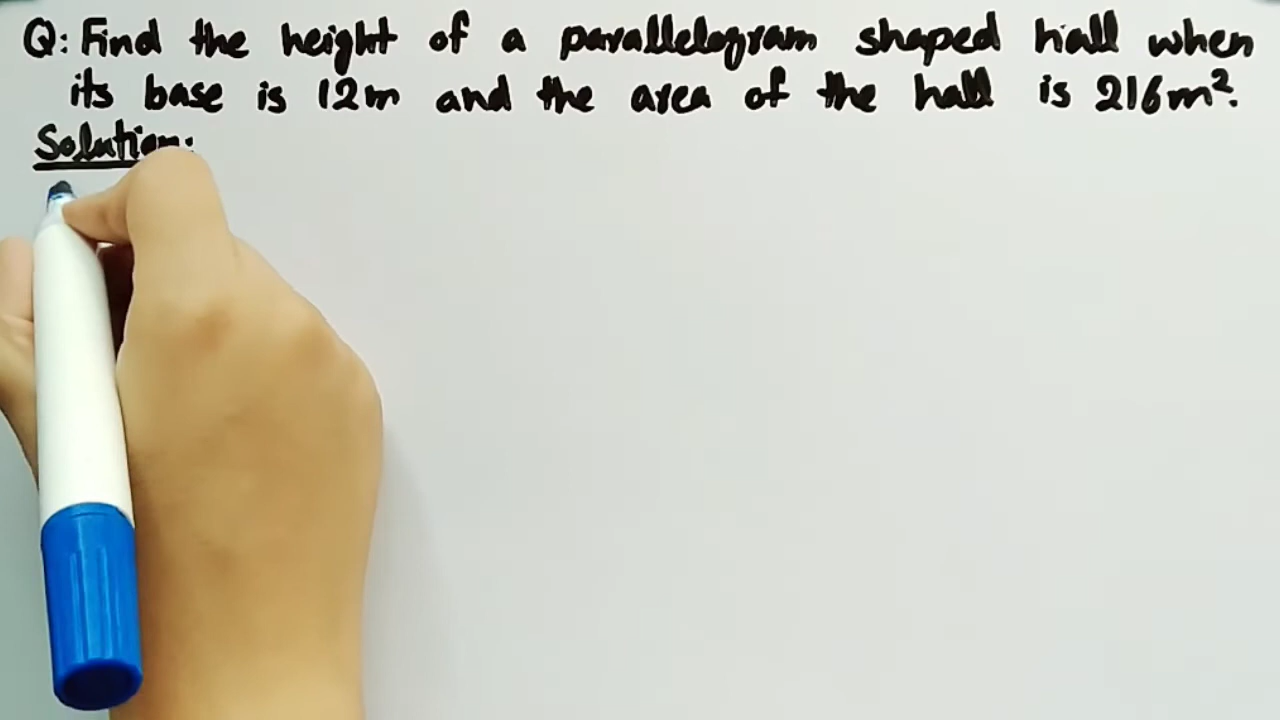 Q: Find the height of a parallelogram shaped hall when
its base is 12m and the area of the hall is 216m².
Solution: